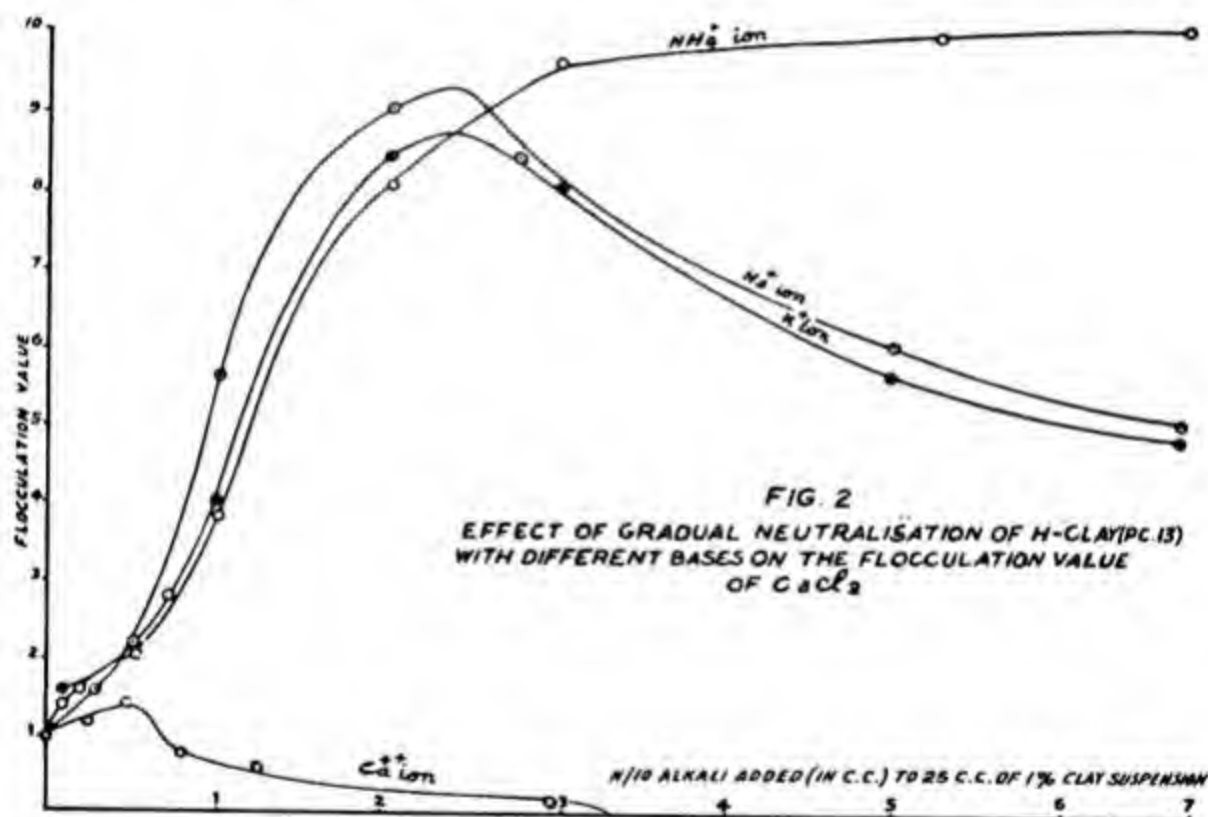 10
NH4+ ion
9
8
7
Na+ ion
K+ ion
6
FLOCCULATION VALUE
5
4
FIG. 2
EFFECT OF GRADUAL NEUTRALISATION OF H-CLAY(PC.13)
WITH DIFFERENT BASES ON THE FLOCCULATION VALUE
OF CaCl2
3
2
1
Ca++ ion
N/10 ALKALI ADDED (IN C.C.) TO 25 C.C. OF 1% CLAY SUSPENSION
1 2 3 4 5 6 7